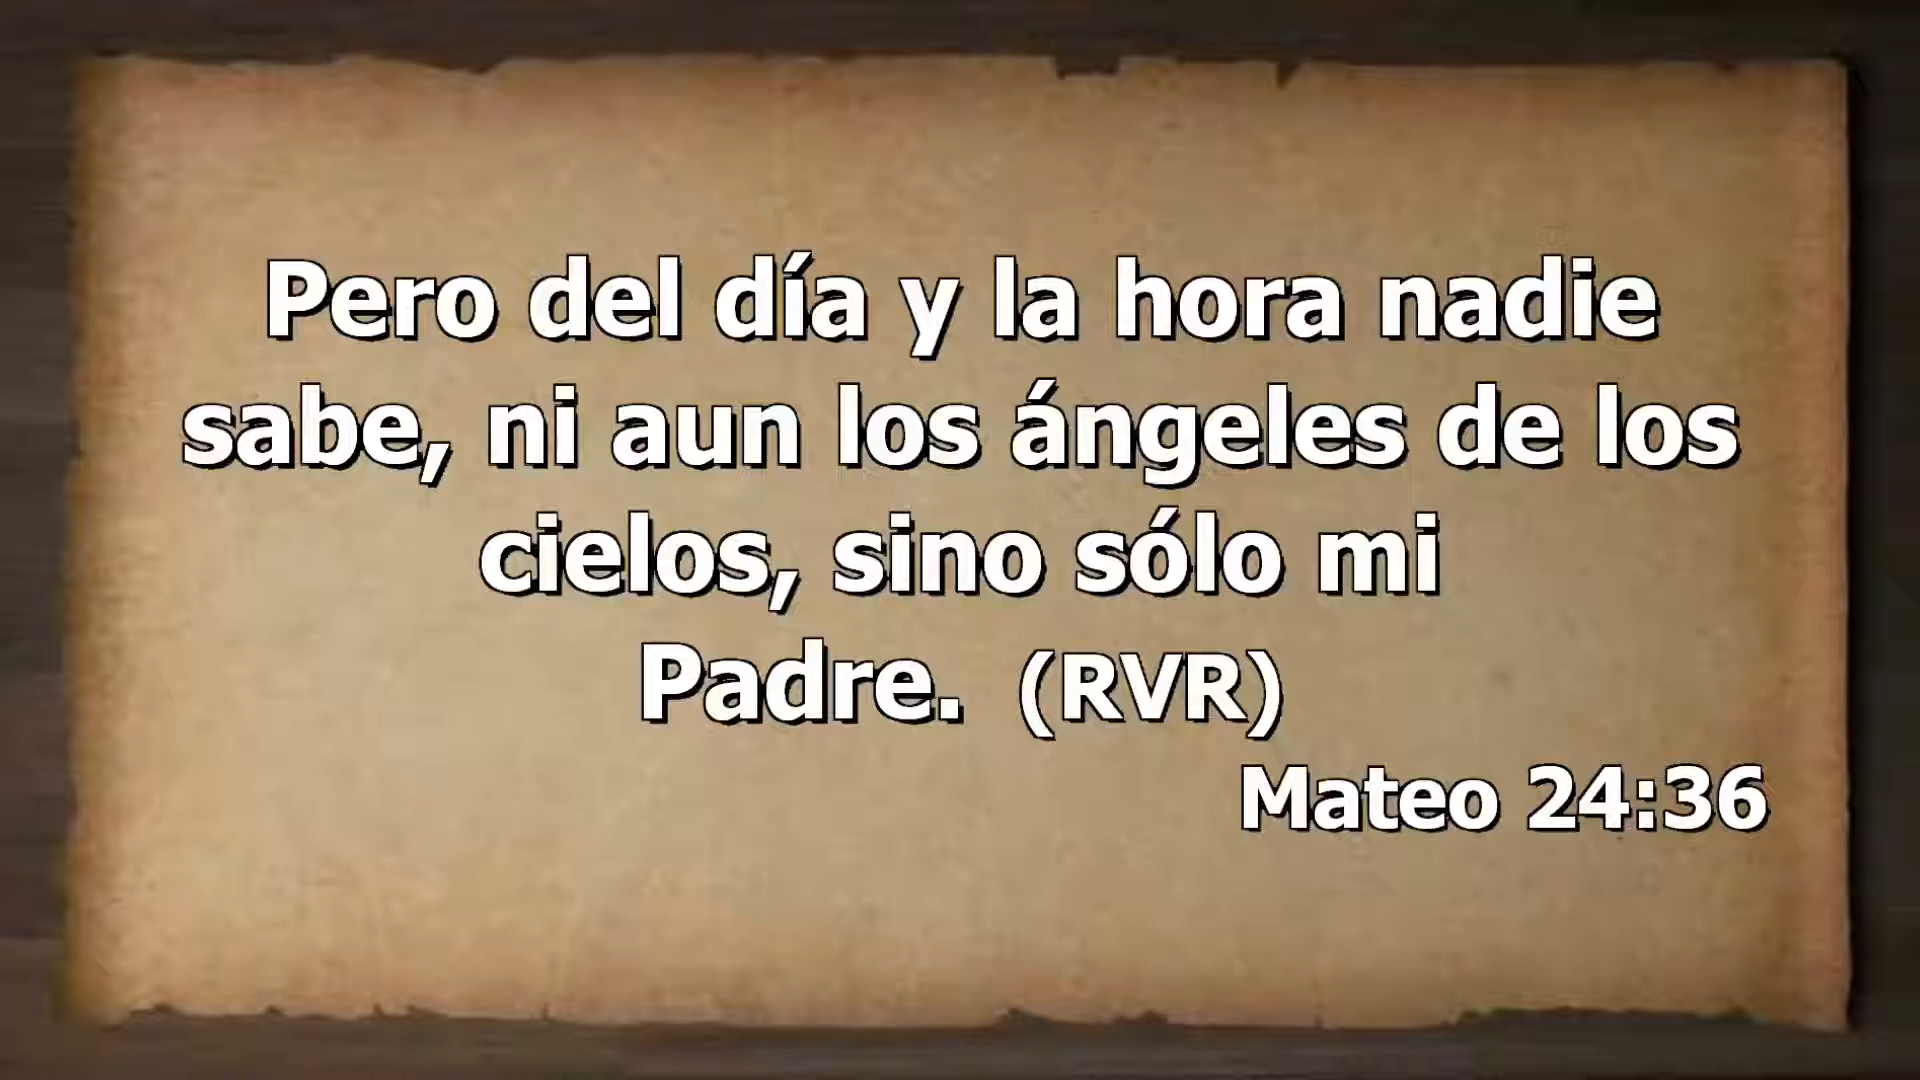 Pero del día y la hora nadie
sabe, ni aun los ángeles de los
cielos, sino sólo mi
Padre. (RVR)
Mateo 24:36